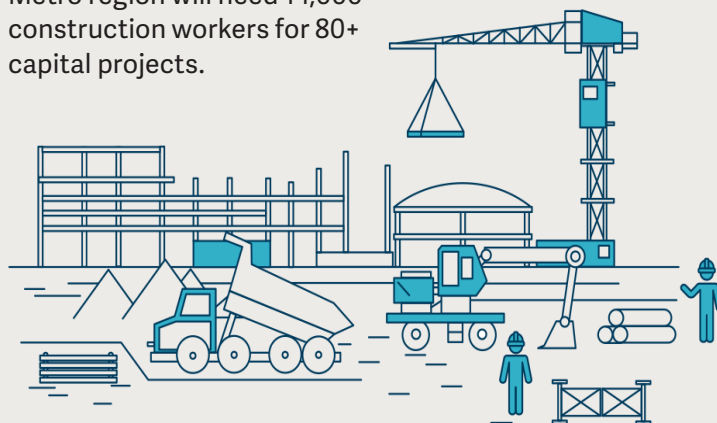 Metro region will need
construction workers for 80+
capital projects.